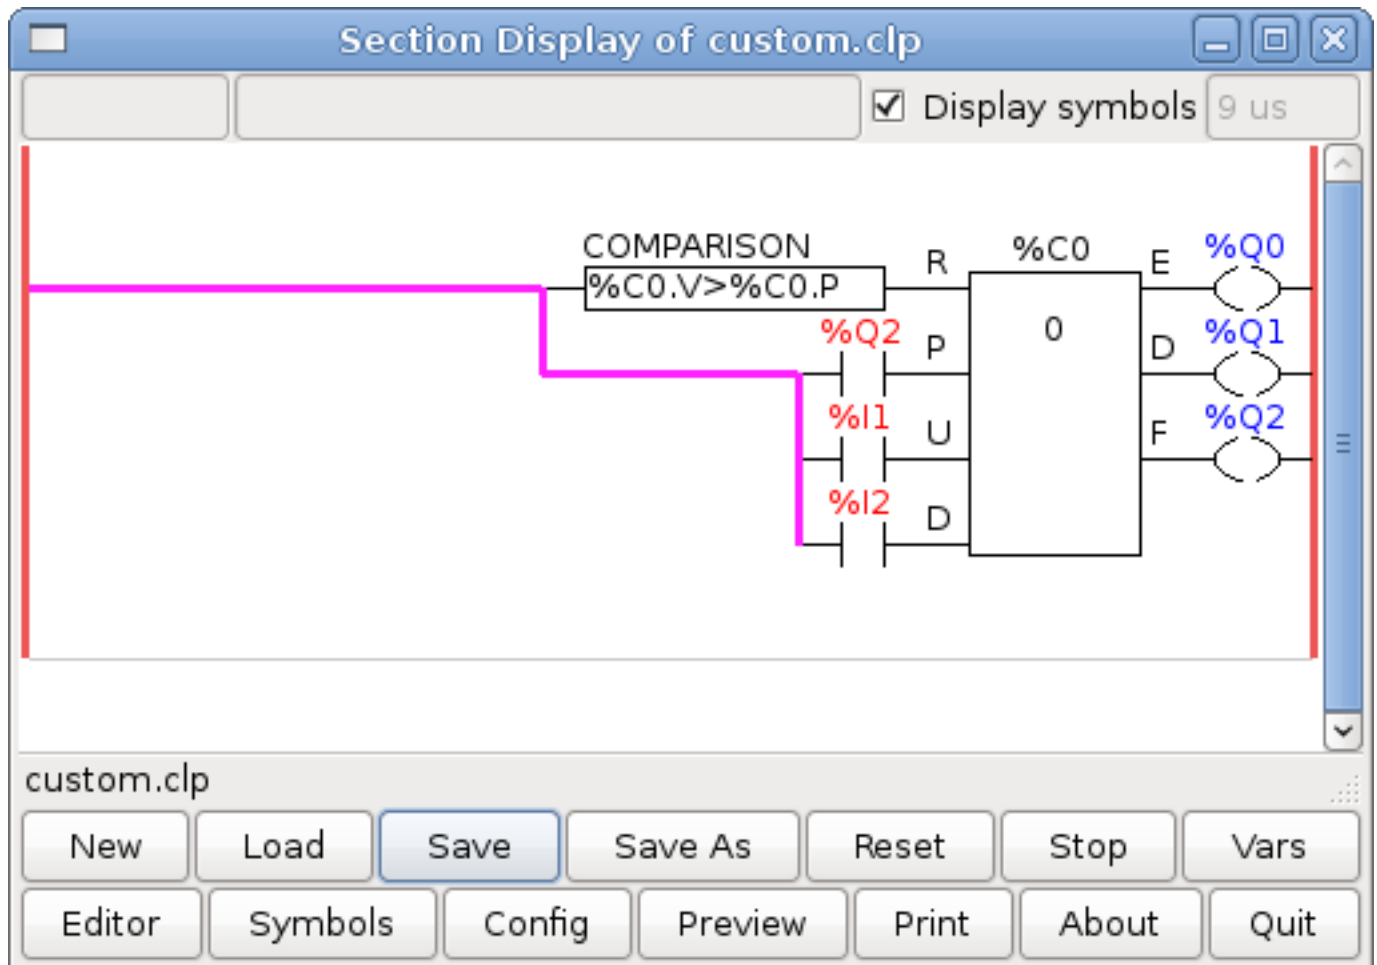 Section Display of custom.clp
Display symbols 9 us
COMPARISON R %C0 E %Q0
%C0.V>%C0.P
%Q2 P 0 D %Q1
%I1 U F %Q2
%I2 D
custom.clp
New Load Save Save As Reset Stop Vars
Editor Symbols Config Preview Print About Quit